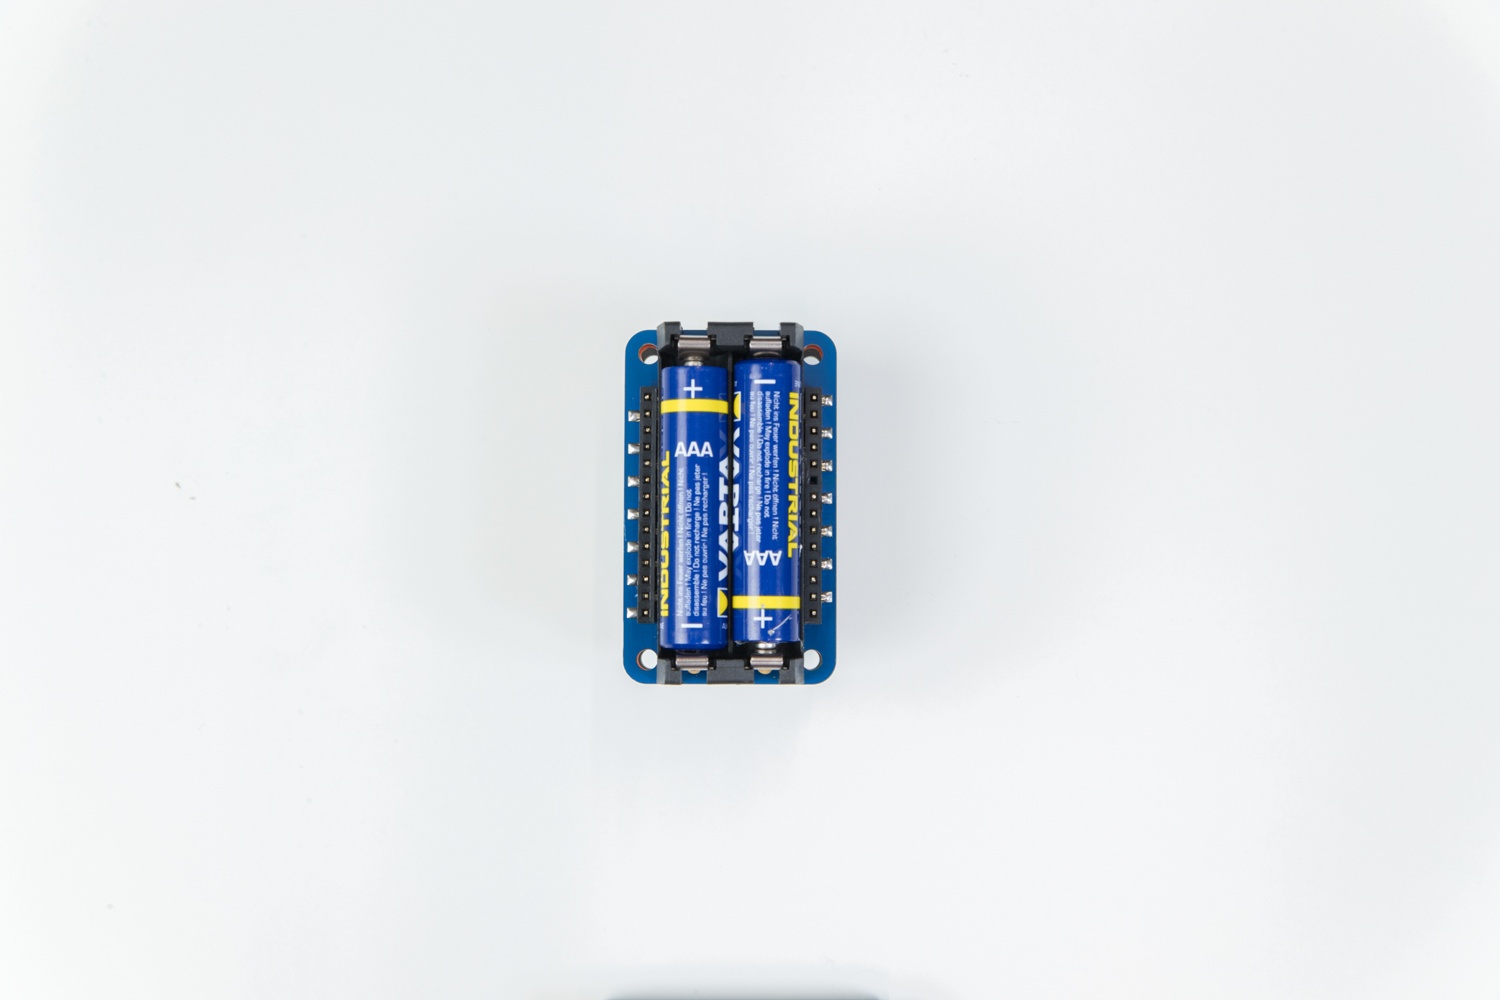 +
AAA
INDUSTRIAL
Nicht ins Feuer werfen ! Nicht öffnen ! Nicht
aufladen ! May explode in fire ! Do not
disassemble ! Do not recharge ! Ne pas jeter
au feu ! Ne pas ouvrir ! Ne pas recharger !
VARTA
−
−
INDUSTRIAL
Nicht ins Feuer werfen ! Nicht öffnen ! Nicht
aufladen ! May explode in fire ! Do not
disassemble ! Do not recharge ! Ne pas jeter
au feu ! Ne pas ouvrir ! Ne pas recharger !
AAA
+